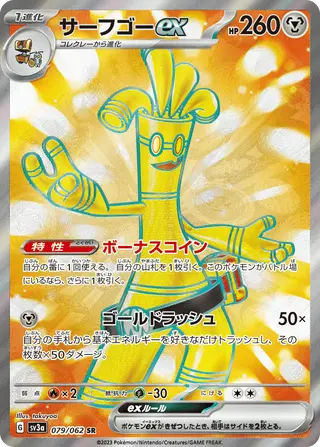 1進化
サーフゴーex
HP260
コレクレーから進化
特性
ボーナスコイン
自分の番に1回使える。自分の山札を1枚引く。このポケモンがバトル場
にいるなら、さらに1枚引く。
ゴールドラッシュ
50×
自分の手札から基本エネルギーを好きなだけトラッシュし、そ
の枚数×50ダメージ。
弱点 ×2 抵抗力 -30 にげる
exルール
ポケモンexがきぜつしたとき、相手はサイドを2枚とる。
Illus. takuyoa
G sv3a 079/062 SR
©2023 Pokémon/Nintendo/Creatures/GAME FREAK.